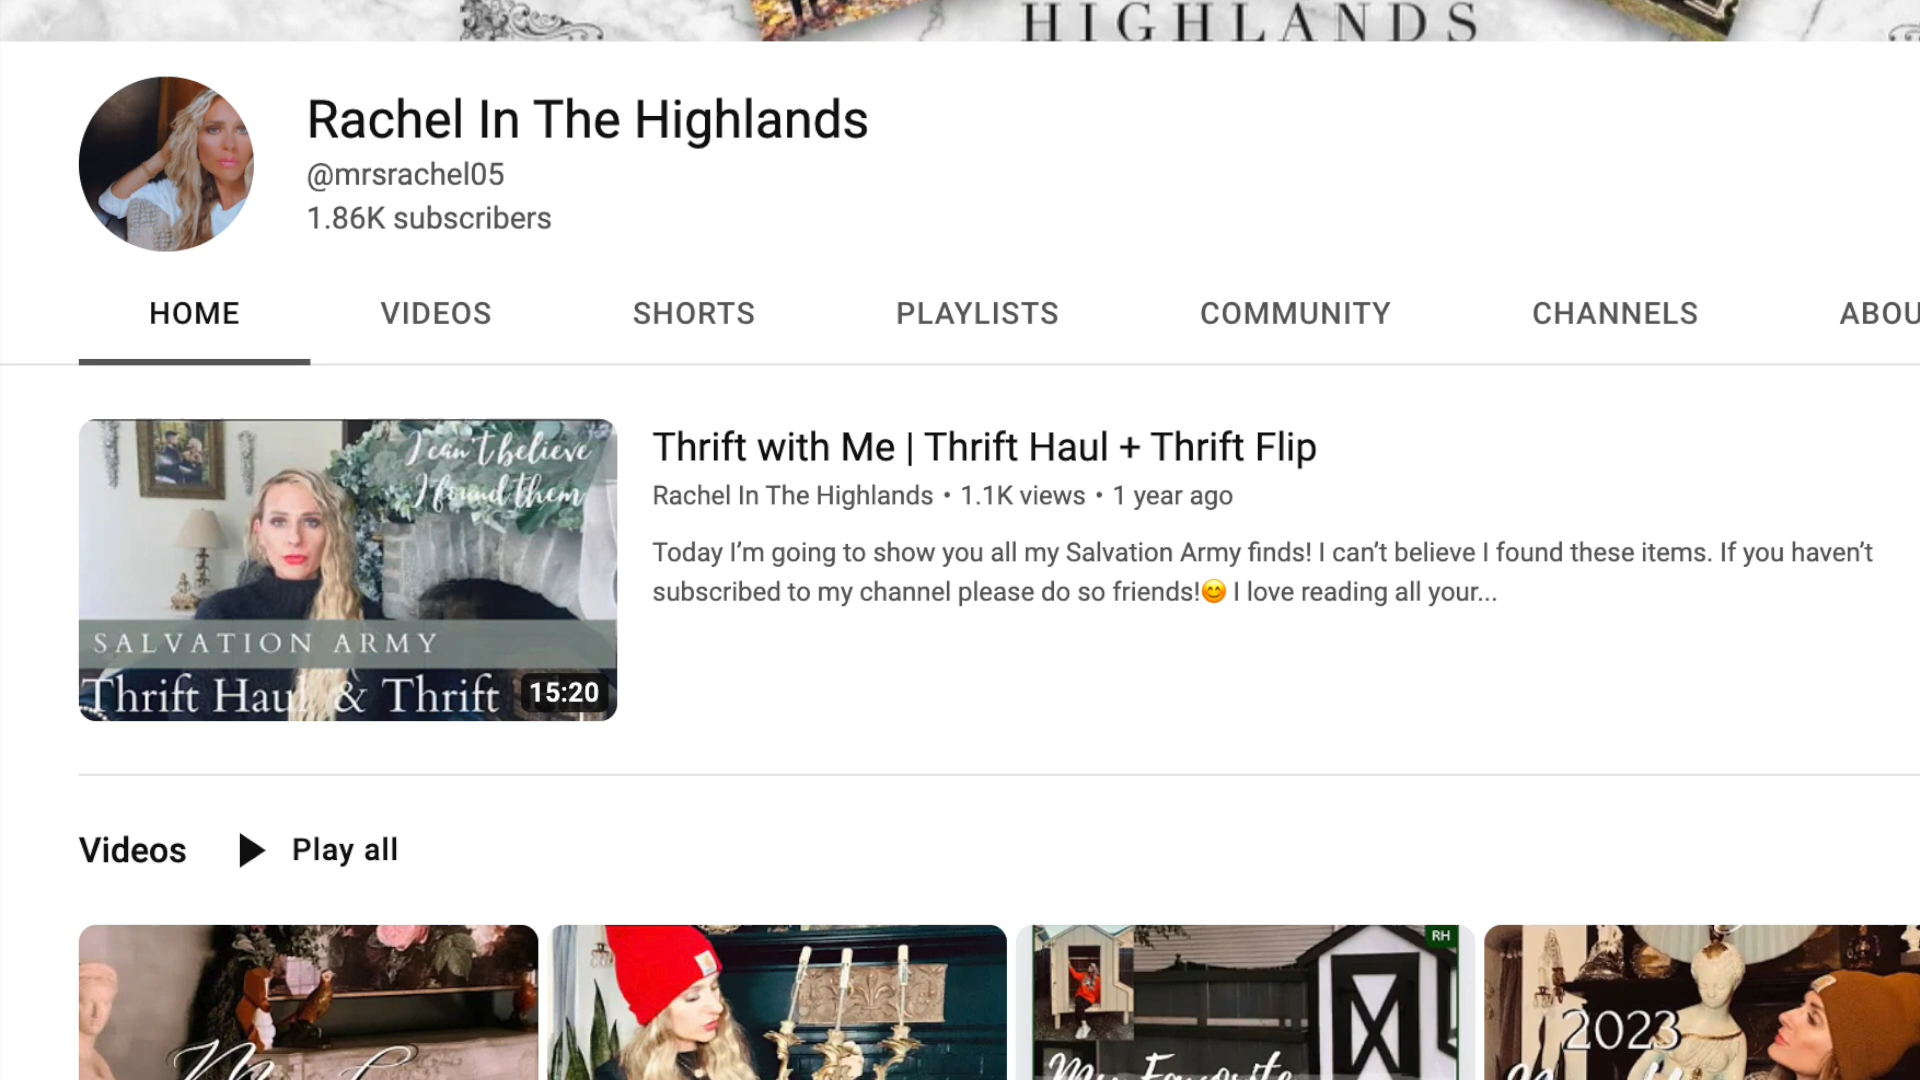 HIGHLANDS
Rachel In The Highlands
@mrsrachel05
1.86K subscribers
HOME VIDEOS SHORTS PLAYLISTS COMMUNITY CHANNELS ABOU
I can't believe
I found them
SALVATION ARMY
Thrift Haul & Thrift
15:20
Thrift with Me | Thrift Haul + Thrift Flip
Rachel In The Highlands • 1.1K views • 1 year ago
Today I’m going to show you all my Salvation Army finds! I can’t believe I found these items. If you haven’t
subscribed to my channel please do so friends!😊 I love reading all your...
Videos Play all
RH
My Favorite
2023